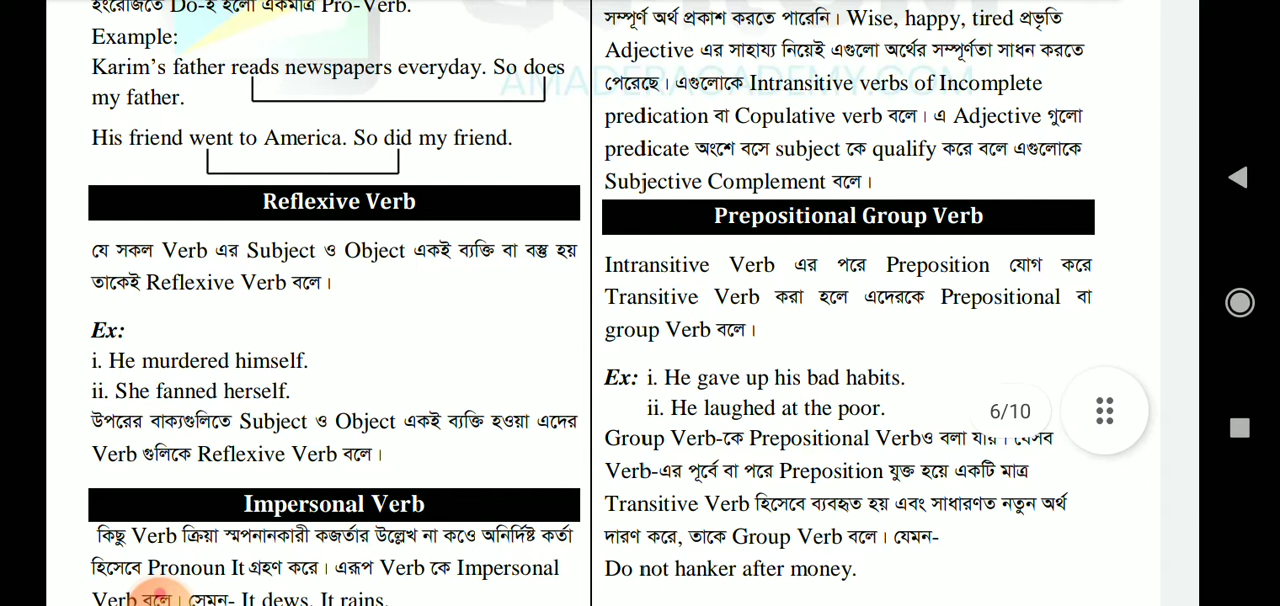 ইংরেজিতে Do-ই হলো একমাত্র Pro-Verb.
Example:
Karim's father reads newspapers everyday. So does
my father.
His friend went to America. So did my friend.
Reflexive Verb
যে সকল Verb এর Subject ও Object একই ব্যক্তি বা বস্তু হয়
তাকেই Reflexive Verb বলে।
Ex:
i. He murdered himself.
ii. She fanned herself.
উপরের বাক্যগুলিতে Subject ও Object একই ব্যক্তি হওয়া এদের
Verb গুলিকে Reflexive Verb বলে।
Impersonal Verb
কিছু Verb ক্রিয়া স্মপনানকারী কজর্তার উল্লেখ না কওে অনির্দিষ্ট কর্তা
হিসেবে Pronoun It গ্রহণ করে। এরূপ Verb কে Impersonal
Verb বলে। সেমন- It dews, It rains.
সম্পূর্ণ অর্থ প্রকাশ করতে পারেনি। Wise, happy, tired প্রভৃতি
Adjective এর সাহায্য নিয়েই এগুলো অর্থের সম্পূর্ণতা সাধন করতে
পেরেছে। এগুলোকে Intransitive verbs of Incomplete
predication বা Copulative verb বলে। এ Adjective গুলো
predicate অংশে বসে subject কে qualify করে বলে এগুলোকে
Subjective Complement বলে।
Prepositional Group Verb
Intransitive Verb এর পরে Preposition যোগ করে
Transitive Verb করা হলে এদেরকে Prepositional বা
group Verb বলে।
Ex: i. He gave up his bad habits.
ii. He laughed at the poor.
Group Verb-কে Prepositional Verbও বলা যায়। যেসব
Verb-এর পূর্বে বা পরে Preposition যুক্ত হয়ে একটি মাত্র
Transitive Verb হিসেবে ব্যবহৃত হয় এবং সাধারণত নতুন অর্থ
দারণ করে, তাকে Group Verb বলে। যেমন-
Do not hanker after money.
AMADERACADEMY.COM
6/10